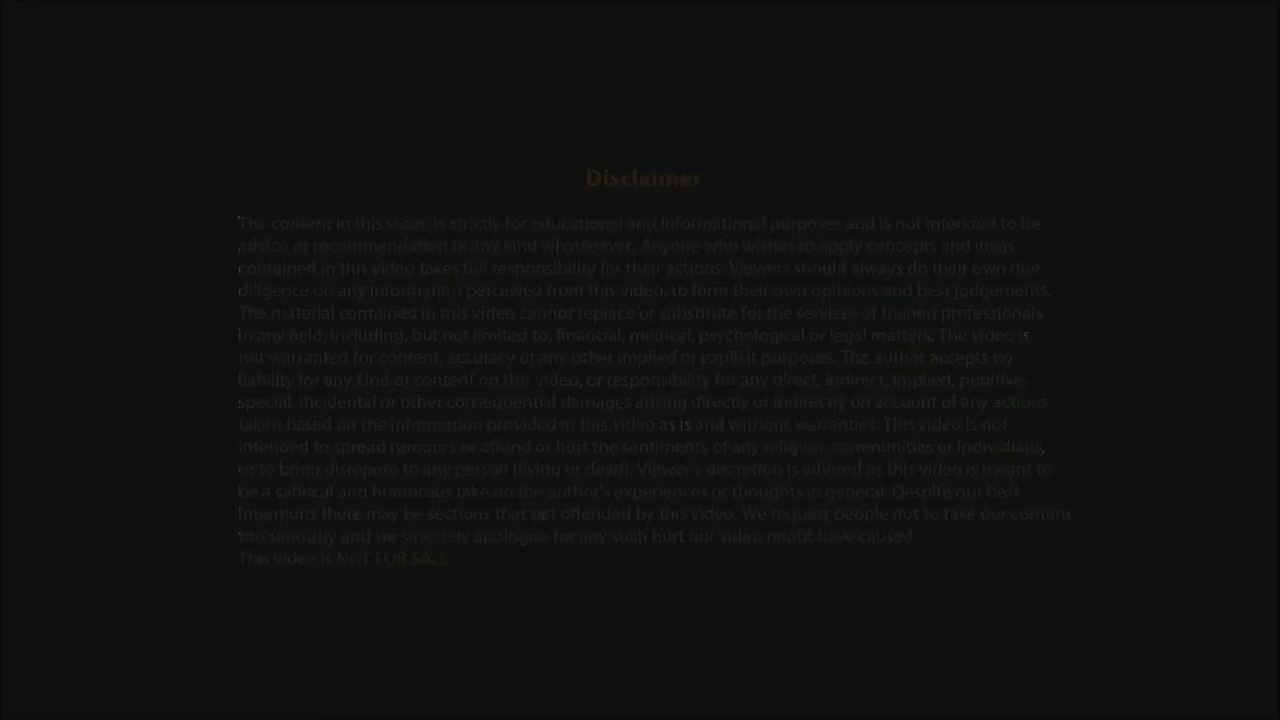 Disclaimer
The content in this video is strictly for educational and informational purposes and is not intended to be
advice or recommendation of any kind whatsoever. Anyone who wishes to apply concepts and ideas
contained in this video takes full responsibility for their actions. Viewers should always do their own due
diligence on any information perceived from this video, to form their own opinions and best judgements.
The material contained in this video cannot replace or substitute for the services of trained professionals
in any field, including, but not limited to, financial, medical, psychological or legal matters. The video is
not warranted for content, accuracy or any other implied or explicit purposes. The author accepts no
liability for any kind of content on this video, or responsibility for any direct, indirect, implied, punitive,
special, incidental or other consequential damages arising directly or indirectly on account of any actions
taken based on the information provided in this video as is and without warranties. This video is not
intended to spread rumours or offend or hurt the sentiments of any religion, communities or individuals,
or to bring disrepute to any person (living or dead). Viewer's discretion is advised as this video is meant to
be a satirical and humorous take on the author's experiences or thoughts in general. Despite our best
intentions there may be sections that get offended by this video. We request people not to take our content
too seriously and we sincerely apologise for any such hurt our video might have caused.
This Video is NOT FOR SALE.